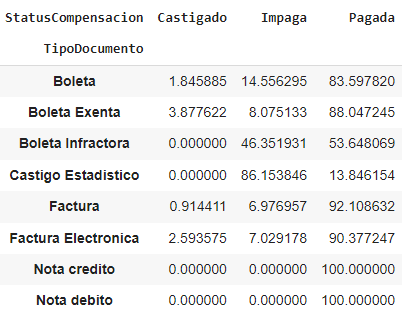 StatusCompensacion Castigado Impaga Pagada
TipoDocumento
Boleta 1.845885 14.556295 83.597820
Boleta Exenta 3.877622 8.075133 88.047245
Boleta Infractora 0.000000 46.351931 53.648069
Castigo Estadistico 0.000000 86.153846 13.846154
Factura 0.914411 6.976957 92.108632
Factura Electronica 2.593575 7.029178 90.377247
Nota credito 0.000000 0.000000 100.000000
Nota debito 0.000000 0.000000 100.000000